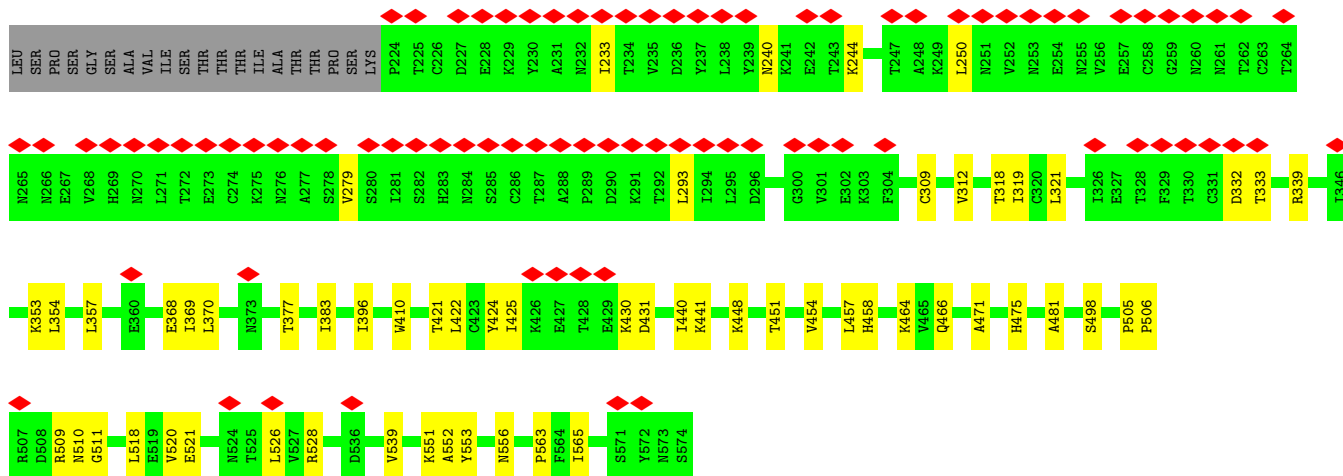 LEU SER PRO SER GLY SER ALA VAL ILE SER THR THR THR ILE ALA THR THR PRO SER LYS P224 T225 C226 D227 E228 K229 Y230 A231 N232 I233 T234 V235 D236 Y237 L238 Y239 N240 K241 E242 T243 K244 T247 A248 K249 L250 N251 V252 N253 E254 N255 V256 E257 C258 G259 N260 N261 T262 C263 T264
N265 N266 E267 V268 H269 N270 L271 T272 E273 C274 K275 N276 A277 S278 V279 S280 I281 S282 H283 N284 S285 C286 T287 A288 P289 D290 K291 T292 L293 I294 L295 D296 G300 V301 E302 K303 F304 C309 V312 T318 I319 C320 L321 I326 E327 T328 F329 T330 C331 D332 T333 R339 I346
K353 L354 L357 E360 E368 I369 L370 N373 T377 I383 I396 W410 T421 L422 C423 Y424 I425 K426 E427 T428 E429 K430 D431 I440 K441 K448 T451 V454 L457 H458 K464 V465 Q466 A471 H475 A481 S498 P505 P506
R507 D508 R509 N510 G511 L518 E519 V520 E521 N524 T525 L526 V527 R528 D536 V539 K551 A552 Y553 N556 P563 F564 I565 S571 Y572 N573 S574